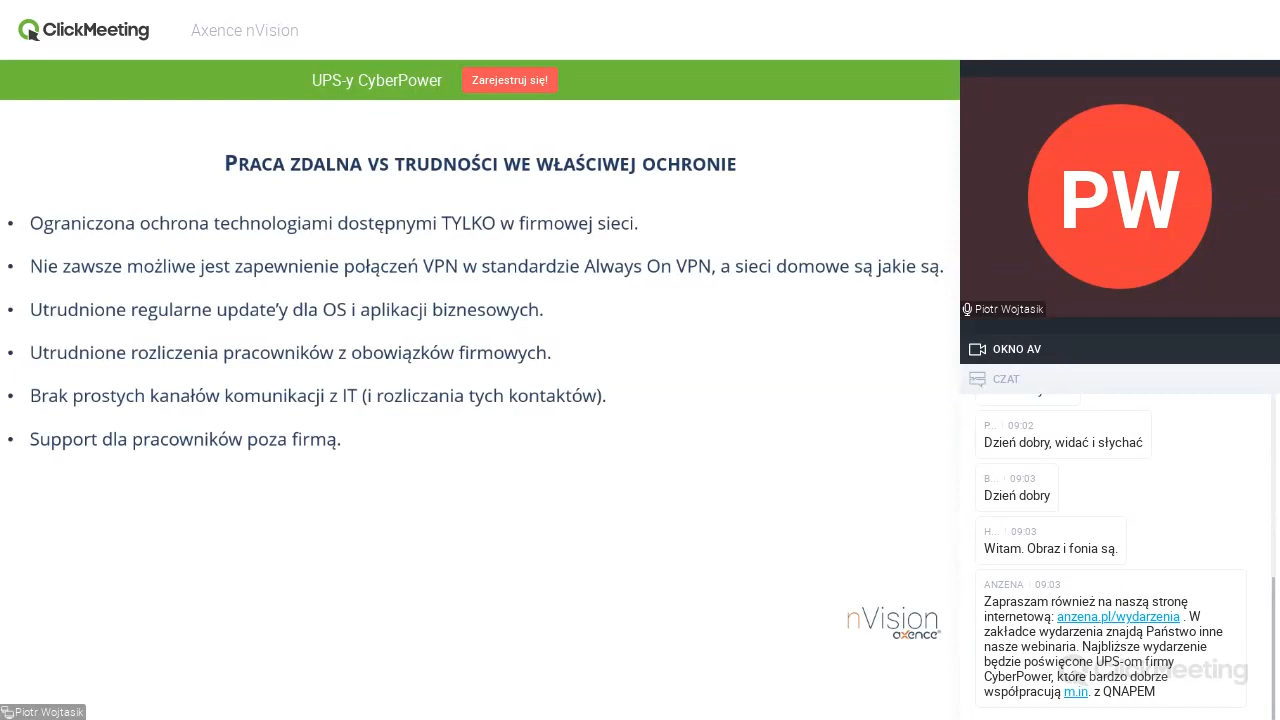 ClickMeeting
Axence nVision
UPS-y CyberPower
Zarejestruj się!
PRACA ZDALNA VS TRUDNOŚCI WE WŁAŚCIWEJ OCHRONIE
• Ograniczona ochrona technologiami dostępnymi TYLKO w firmowej sieci.
• Nie zawsze możliwe jest zapewnienie połączeń VPN w standardzie Always On VPN, a sieci domowe są jakie są.
• Utrudnione regularne update'y dla OS i aplikacji biznesowych.
• Utrudnione rozliczenia pracowników z obowiązków firmowych.
• Brak prostych kanałów komunikacji z IT (i rozliczania tych kontaktów).
• Support dla pracowników poza firmą.
nVision
axence®
Piotr Wojtasik
PW
Piotr Wojtasik
OKNO AV
CZAT
P... 09:02
Dzień dobry, widać i słychać
B... 09:03
Dzień dobry
H... 09:03
Witam. Obraz i fonia są.
ANZENA 09:03
Zapraszam również na naszą stronę
internetową: anzena.pl/wydarzenia . W
zakładce wydarzenia znajdą Państwo inne
nasze webinaria. Najbliższe wydarzenie
będzie poświęcone UPS-om firmy
CyberPower, które bardzo dobrze
współpracują m.in. z QNAPEM
ClickMeeting